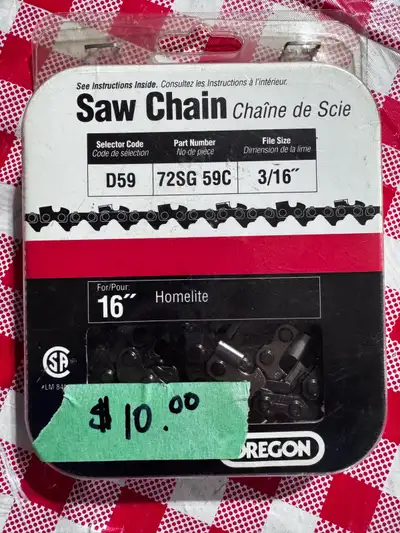 See Instructions Inside. Consultez les Instructions à l'intérieur.
Saw Chain Chaîne de Scie
Selector Code Part Number File Size
Code de sélection No de pièce Dimension de la lime
D59 72SG 59C 3/16"
For/Pour:
16" Homelite
SA
$10.00
OREGON